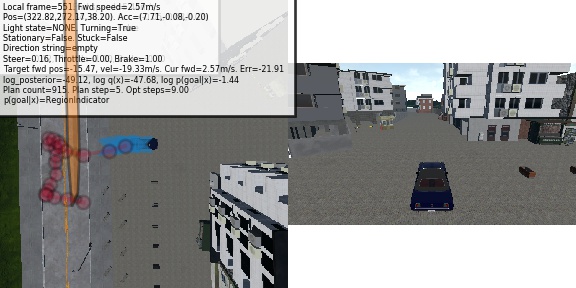 Local frame=551, Fwd speed=2.57m/s
Pos=(322.82,272.17,38.20). Acc=(7.71,-0.08,-0.20)
Light state=NONE, Turning=True
Stationary=False. Stuck=False
Direction string=empty
Steer=0.16, Throttle=0.00, Brake=1.00
Target fwd pos=-15.47, vel=-19.33m/s. Cur fwd=2.57m/s. Err=-21.91
log_posterior=-49.12, log q(x)=-47.68, log p(goal|x)=-1.44
Plan count=915. Plan step=5. Opt steps=9.00
p(goal|x)=RegionIndicator